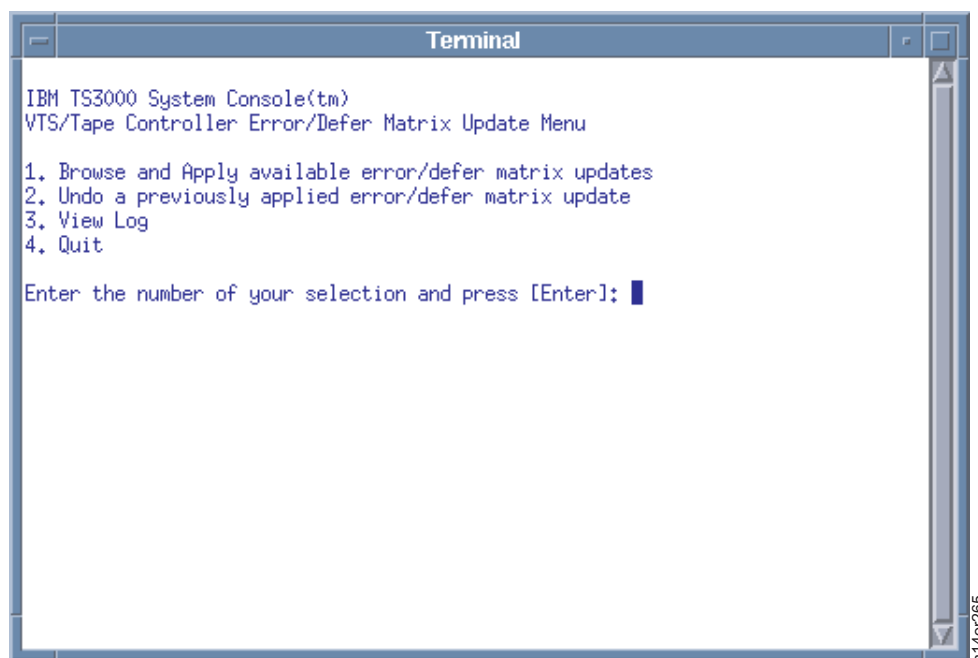 Terminal
IBM TS3000 System Console(tm)
VTS/Tape Controller Error/Defer Matrix Update Menu
1. Browse and Apply available error/defer matrix updates
2. Undo a previously applied error/defer matrix update
3. View Log
4. Quit
Enter the number of your selection and press [Enter]: